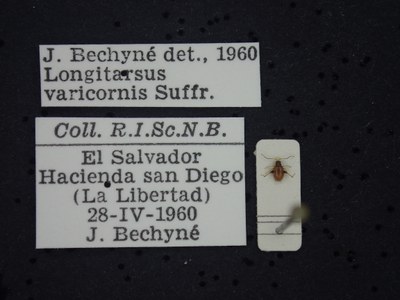 J. Bechyné det., 1960
Longitarsus
varicornis Suffr.
Coll. R.I.Sc.N.B.
El Salvador
Hacienda san Diego
(La Libertad)
28-IV-1960
J. Bechyné